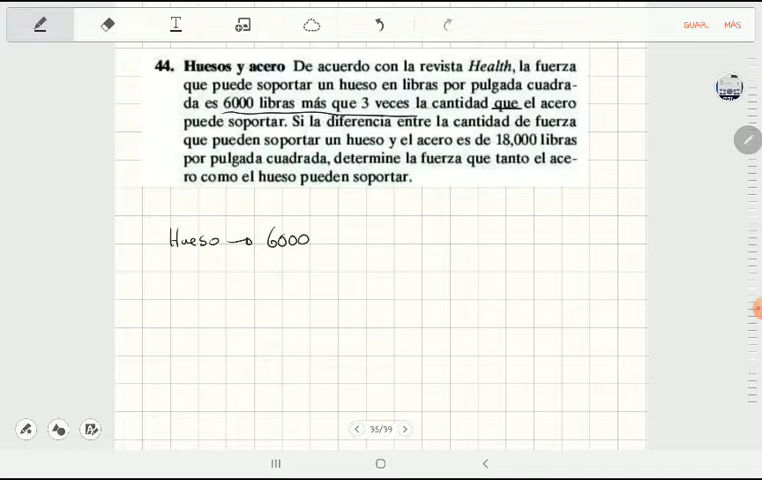 T
GUAR. MÁS
44. Huesos y acero De acuerdo con la revista Health, la fuerza
que puede soportar un hueso en libras por pulgada cuadra-
da es 6000 libras más que 3 veces la cantidad que el acero
puede soportar. Si la diferencia entre la cantidad de fuerza
que pueden soportar un hueso y el acero es de 18,000 libras
por pulgada cuadrada, determine la fuerza que tanto el ace-
ro como el hueso pueden soportar.
Hueso → 6000
35/39